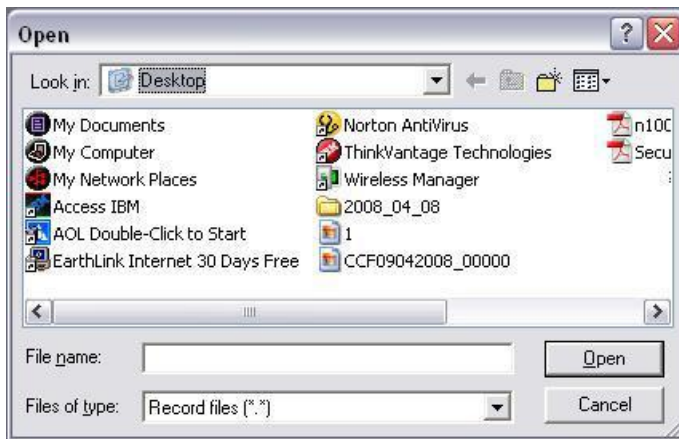 Open
Look in: Desktop
My Documents
My Computer
My Network Places
Access IBM
AOL Double-Click to Start
EarthLink Internet 30 Days Free
Norton AntiVirus
ThinkVantage Technologies
Wireless Manager
2008_04_08
1
CCF09042008_00000
n10C
Secu
File name:
Open
Files of type: Record files (*.*)
Cancel